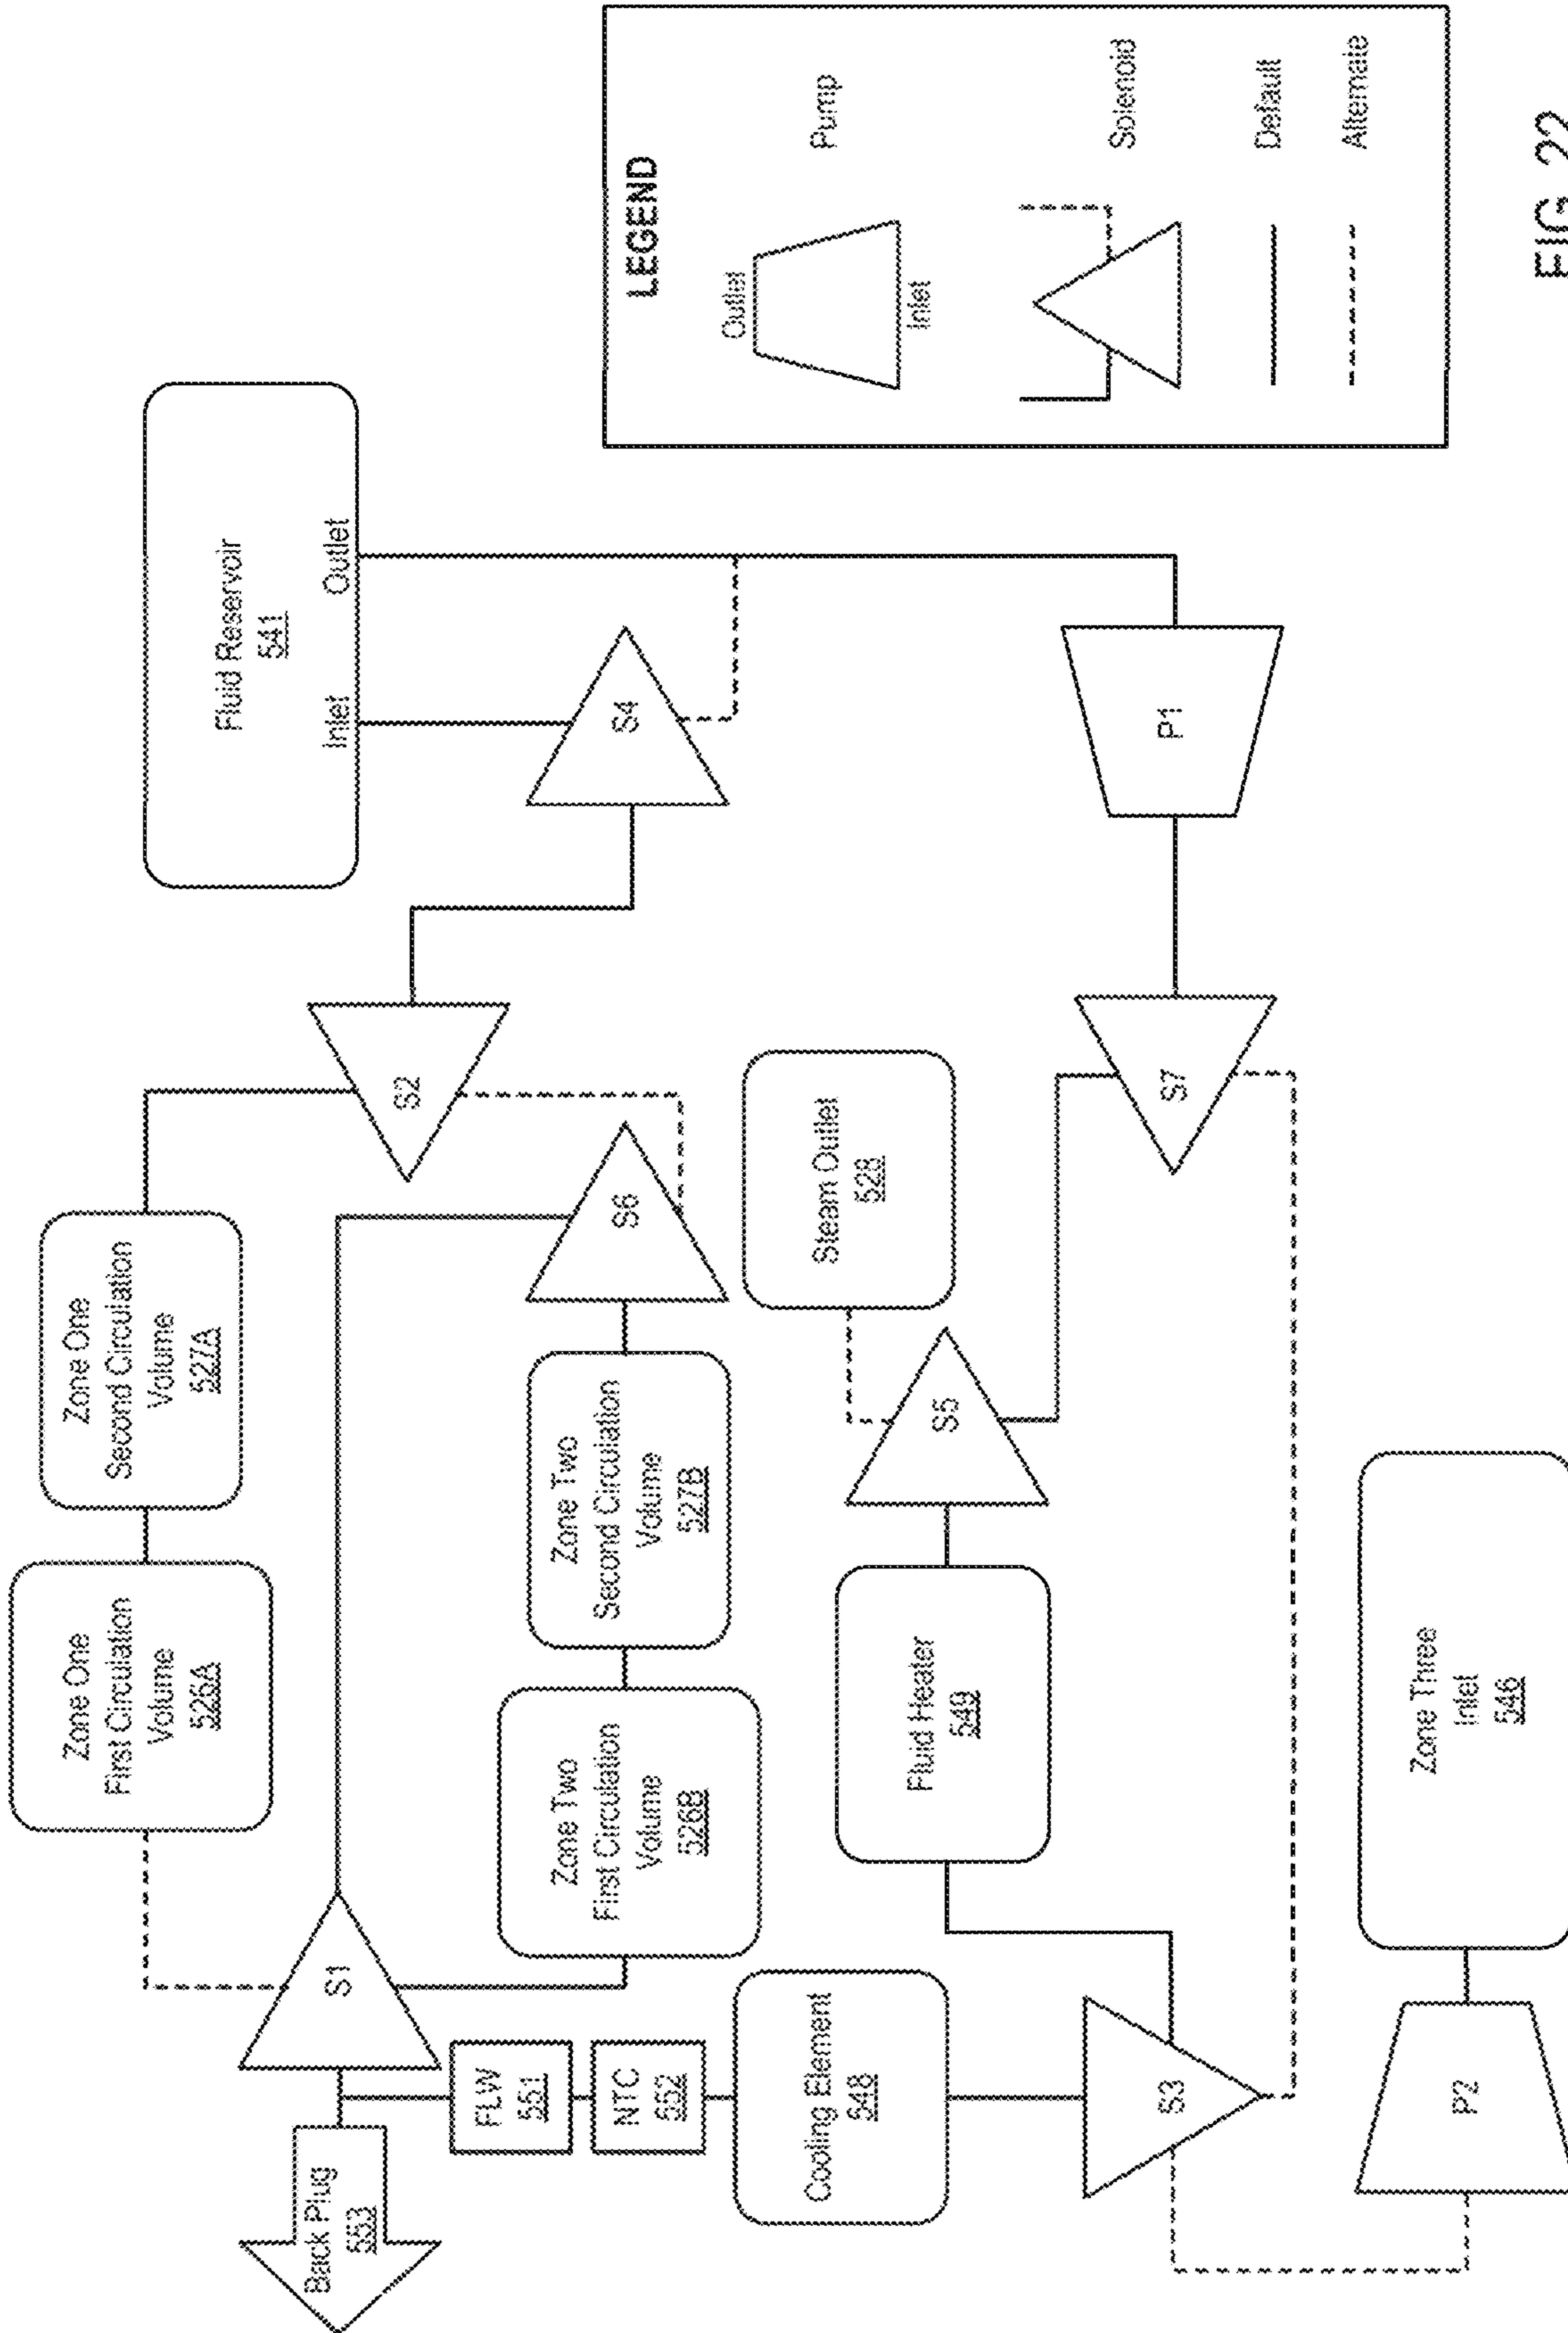 Back Plug
553
S1
FLW
551
NTC
552
Cooling Element
548
S3
P2
Zone Three
Inlet
546
Zone One
First Circulation
Volume
526A
Zone One
Second Circulation
Volume
527A
Zone Two
First Circulation
Volume
526B
Zone Two
Second Circulation
Volume
527B
S6
S2
Fluid Heater
549
S5
Steam Outlet
528
S7
P1
S4
Fluid Reservoir
541
Inlet
Outlet
LEGEND
Outlet
Inlet
Pump
Solenoid
Default
Alternate
FIG. 22